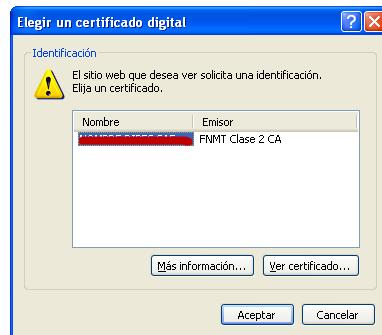 Elegir un certificado digital
Identificación
El sitio web que desea ver solicita una identificación.
Elija un certificado.
Nombre Emisor
FNMT Clase 2 CA
Más información... Ver certificado...
Aceptar Cancelar